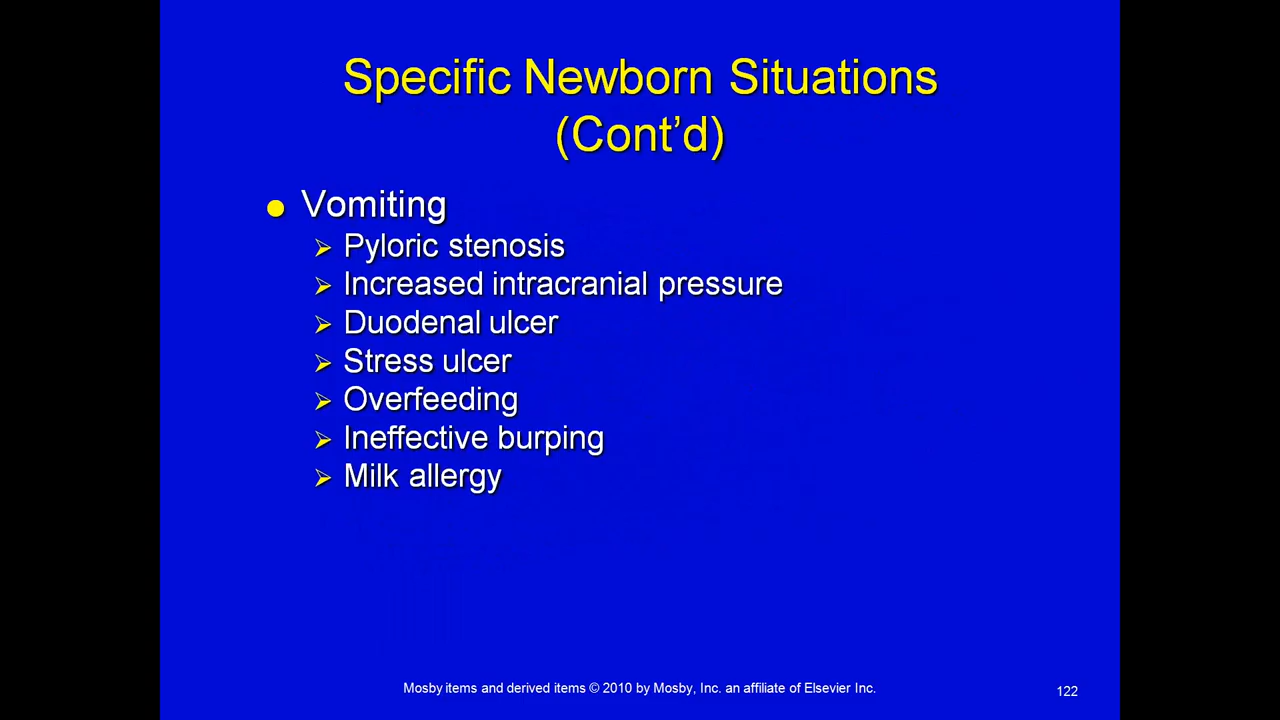 Specific Newborn Situations
(Cont’d)
Vomiting
Pyloric stenosis
Increased intracranial pressure
Duodenal ulcer
Stress ulcer
Overfeeding
Ineffective burping
Milk allergy
Mosby items and derived items © 2010 by Mosby, Inc. an affiliate of Elsevier Inc.
122